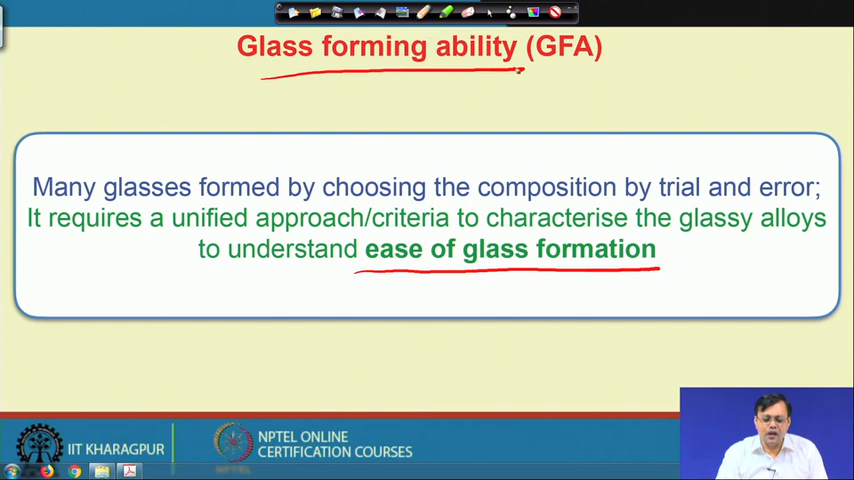 Glass forming ability (GFA)
Many glasses formed by choosing the composition by trial and error;
It requires a unified approach/criteria to characterise the glassy alloys
to understand ease of glass formation
IIT KHARAGPUR
NPTEL ONLINE
CERTIFICATION COURSES
NPTEL